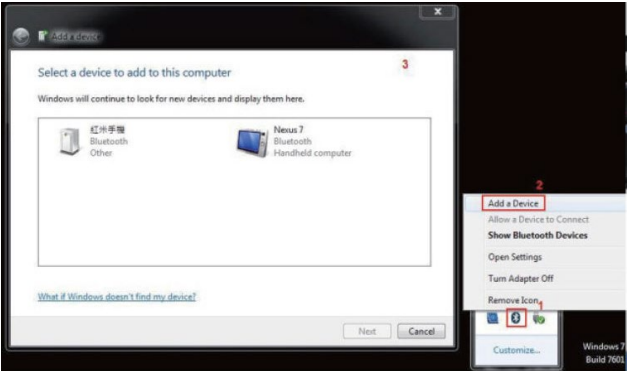 Add a device
Select a device to add to this computer
3
Windows will continue to look for new devices and display them here.
紅米手機
Bluetooth
Other
Nexus 7
Bluetooth
Handheld computer
What if Windows doesn't find my device?
Next
Cancel
2
Add a Device
Allow a Device to Connect
Show Bluetooth Devices
Open Settings
Turn Adapter Off
Remove Icon
1
Customize...
Windows 7
Build 7601